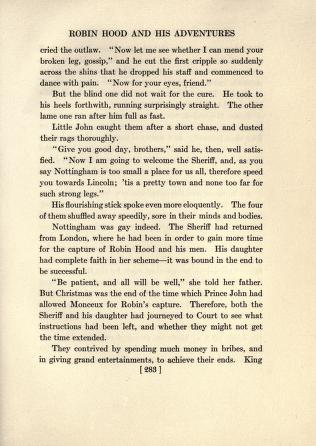 ROBIN HOOD AND HIS ADVENTURES
cried the outlaw. "Now let me see whether I can mend your
broken leg, gossip," and he cut the first cripple so suddenly
across the shins that he dropped his staff and commenced to
dance with pain. "Now for your eyes, friend."
But the blind one did not wait for the cure. He took to
his heels forthwith, running surprisingly straight. The other
lame one ran after him full as fast.
Little John caught them after a short chase, and dusted
their rags thoroughly.
"Give you good day, brothers," said he, then, well satis-
fied. "Now I am going to welcome the Sheriff, and, as you
say Nottingham is too small a place for us all, therefore speed
you towards Lincoln; 'tis a pretty town and none too far for
such strong legs."
His flourishing stick spoke even more eloquently. The four
of them shuffled away speedily, sore in their minds and bodies.
Nottingham was gay indeed. The Sheriff had returned
from London, where he had been in order to gain more time
for the capture of Robin Hood and his men. His daughter
had complete faith in her scheme—it was bound in the end to
be successful.
"Be patient, and all will be well," she told her father.
But Christmas was the end of the time which Prince John had
allowed Monceux for Robin's capture. Therefore, both the
Sheriff and his daughter had journeyed to Court to see what
instructions had been left, and whether they might not get
the time extended.
They contrived by spending much money in bribes, and
in giving grand entertainments, to achieve their ends. King
[ 283 ]